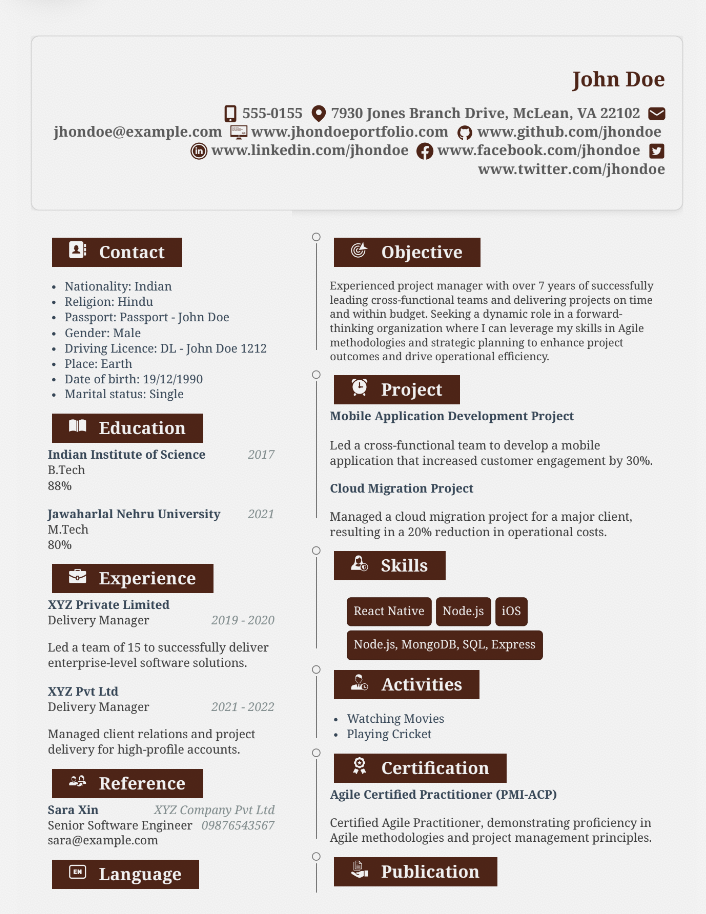 John Doe
555-0155 7930 Jones Branch Drive, McLean, VA 22102
jhondoe@example.com www.jhondoeportfolio.com www.github.com/jhondoe
www.linkedin.com/jhondoe www.facebook.com/jhondoe
www.twitter.com/jhondoe
Contact
• Nationality: Indian
• Religion: Hindu
• Passport: Passport - John Doe
• Gender: Male
• Driving Licence: DL - John Doe 1212
• Place: Earth
• Date of birth: 19/12/1990
• Marital status: Single
Education
Indian Institute of Science 2017
B.Tech
88%
Jawaharlal Nehru University 2021
M.Tech
80%
Experience
XYZ Private Limited
Delivery Manager 2019 - 2020
Led a team of 15 to successfully deliver
enterprise-level software solutions.
XYZ Pvt Ltd
Delivery Manager 2021 - 2022
Managed client relations and project
delivery for high-profile accounts.
Reference
Sara Xin XYZ Company Pvt Ltd
Senior Software Engineer 09876543567
sara@example.com
EN Language
Objective
Experienced project manager with over 7 years of successfully
leading cross-functional teams and delivering projects on time
and within budget. Seeking a dynamic role in a forward-
thinking organization where I can leverage my skills in Agile
methodologies and strategic planning to enhance project
outcomes and drive operational efficiency.
Project
Mobile Application Development Project
Led a cross-functional team to develop a mobile
application that increased customer engagement by 30%.
Cloud Migration Project
Managed a cloud migration project for a major client,
resulting in a 20% reduction in operational costs.
Skills
React Native Node.js iOS
Node.js, MongoDB, SQL, Express
Activities
• Watching Movies
• Playing Cricket
Certification
Agile Certified Practitioner (PMI-ACP)
Certified Agile Practitioner, demonstrating proficiency in
Agile methodologies and project management principles.
Publication